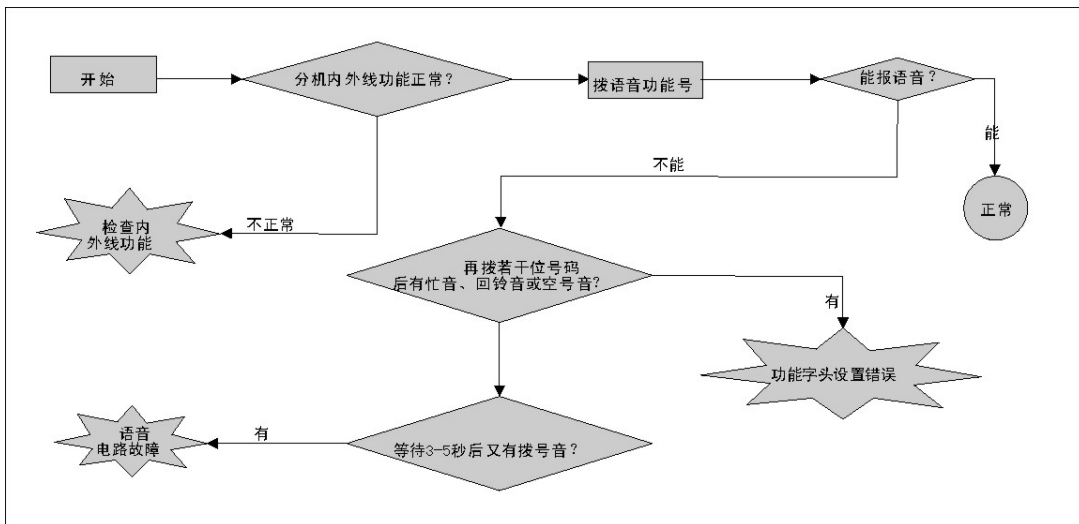 开始
分机内外线功能正常？
拨语音功能号
能报语音？
能
正常
不能
不正常
检查内
外线功能
再拨若干位号码
后有忙音、回铃音或空号音？
有
功能字头设置错误
等待3-5秒后又有拨号音？
有
语音
电路故障